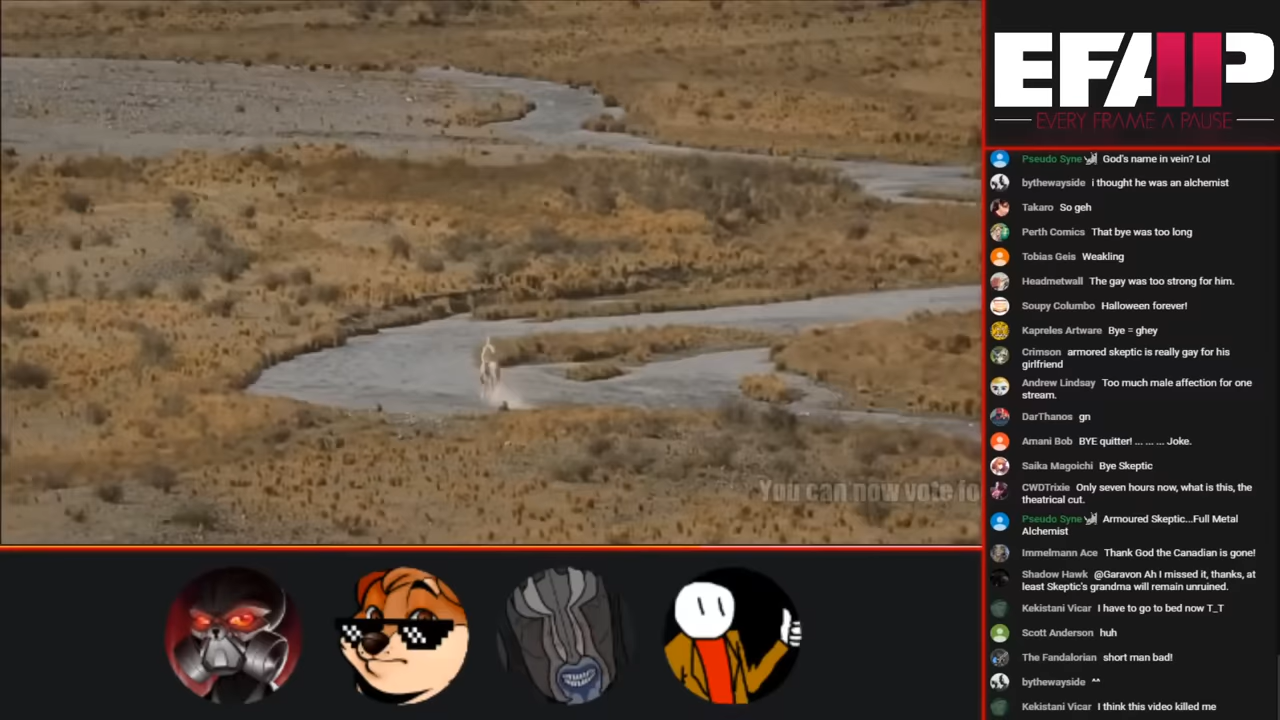 EFAP
EVERY FRAME A PAUSE
Pseudo Syne God's name in vein? Lol
bythewayside i thought he was an alchemist
Takaro So geh
Perth Comics That bye was too long
Tobias Geis Weakling
Headmetwall The gay was too strong for him.
Soupy Columbo Halloween forever!
Kapreles Artware Bye = ghey
Crimson armored skeptic is really gay for his
girlfriend
Andrew Lindsay Too much male affection for one
stream.
DarThanos gn
Amani Bob BYE quitter! ... ... ... Joke.
Saika Magoichi Bye Skeptic
CWDTrixie Only seven hours now, what is this, the
theatrical cut.
Pseudo Syne Armoured Skeptic...Full Metal
Alchemist
Immelmann Ace Thank God the Canadian is gone!
Shadow Hawk @Garavon Ah I missed it, thanks, at
least Skeptic's grandma will remain unruined.
Kekistani Vicar I have to go to bed now T_T
Scott Anderson huh
The Fandalorian short man bad!
bythewayside ^^
Kekistani Vicar I think this video killed me
You can now vote